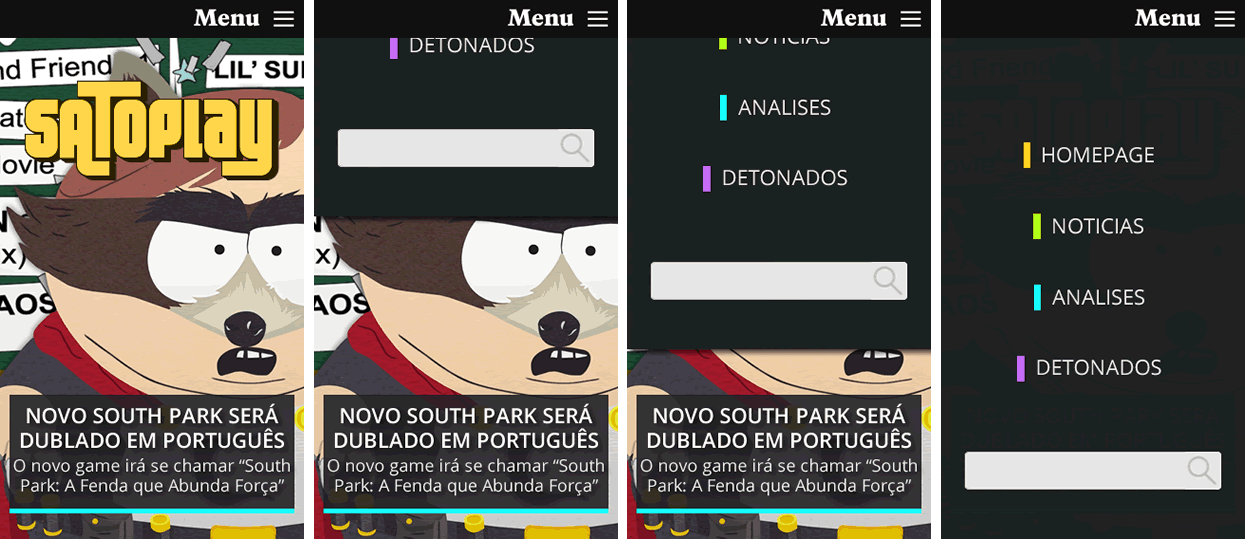 Menu
nd Friend
LIL' SU
SATOPLAY
at
Movie
x)
AOS
NOVO SOUTH PARK SERÁ
DUBLADO EM PORTUGUÊS
O novo game irá se chamar “South
Park: A Fenda que Abunda Força”
Menu
DETONADOS
x)
AOS
NOVO SOUTH PARK SERÁ
DUBLADO EM PORTUGUÊS
O novo game irá se chamar “South
Park: A Fenda que Abunda Força”
Menu
NOTICIAS
ANALISES
DETONADOS
NOVO SOUTH PARK SERÁ
DUBLADO EM PORTUGUÊS
O novo game irá se chamar “South
Park: A Fenda que Abunda Força”
Menu
HOMEPAGE
NOTICIAS
ANALISES
DETONADOS